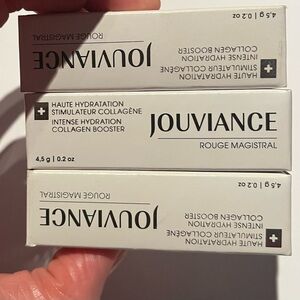 HAUTE HYDRATATION
STIMULATEUR COLLAGÈNE
INTENSE HYDRATION
COLLAGEN BOOSTER
4,5 g | 0.2 oz
JOUVIANCE
ROUGE MAGISTRAL
HAUTE HYDRATATION
STIMULATEUR COLLAGÈNE
INTENSE HYDRATION
COLLAGEN BOOSTER
4,5 g | 0.2 oz
JOUVIANCE
ROUGE MAGISTRAL
HAUTE HYDRATATION
STIMULATEUR COLLAGÈNE
INTENSE HYDRATION
COLLAGEN BOOSTER
4,5 g | 0.2 oz
JOUVIANCE
ROUGE MAGISTRAL